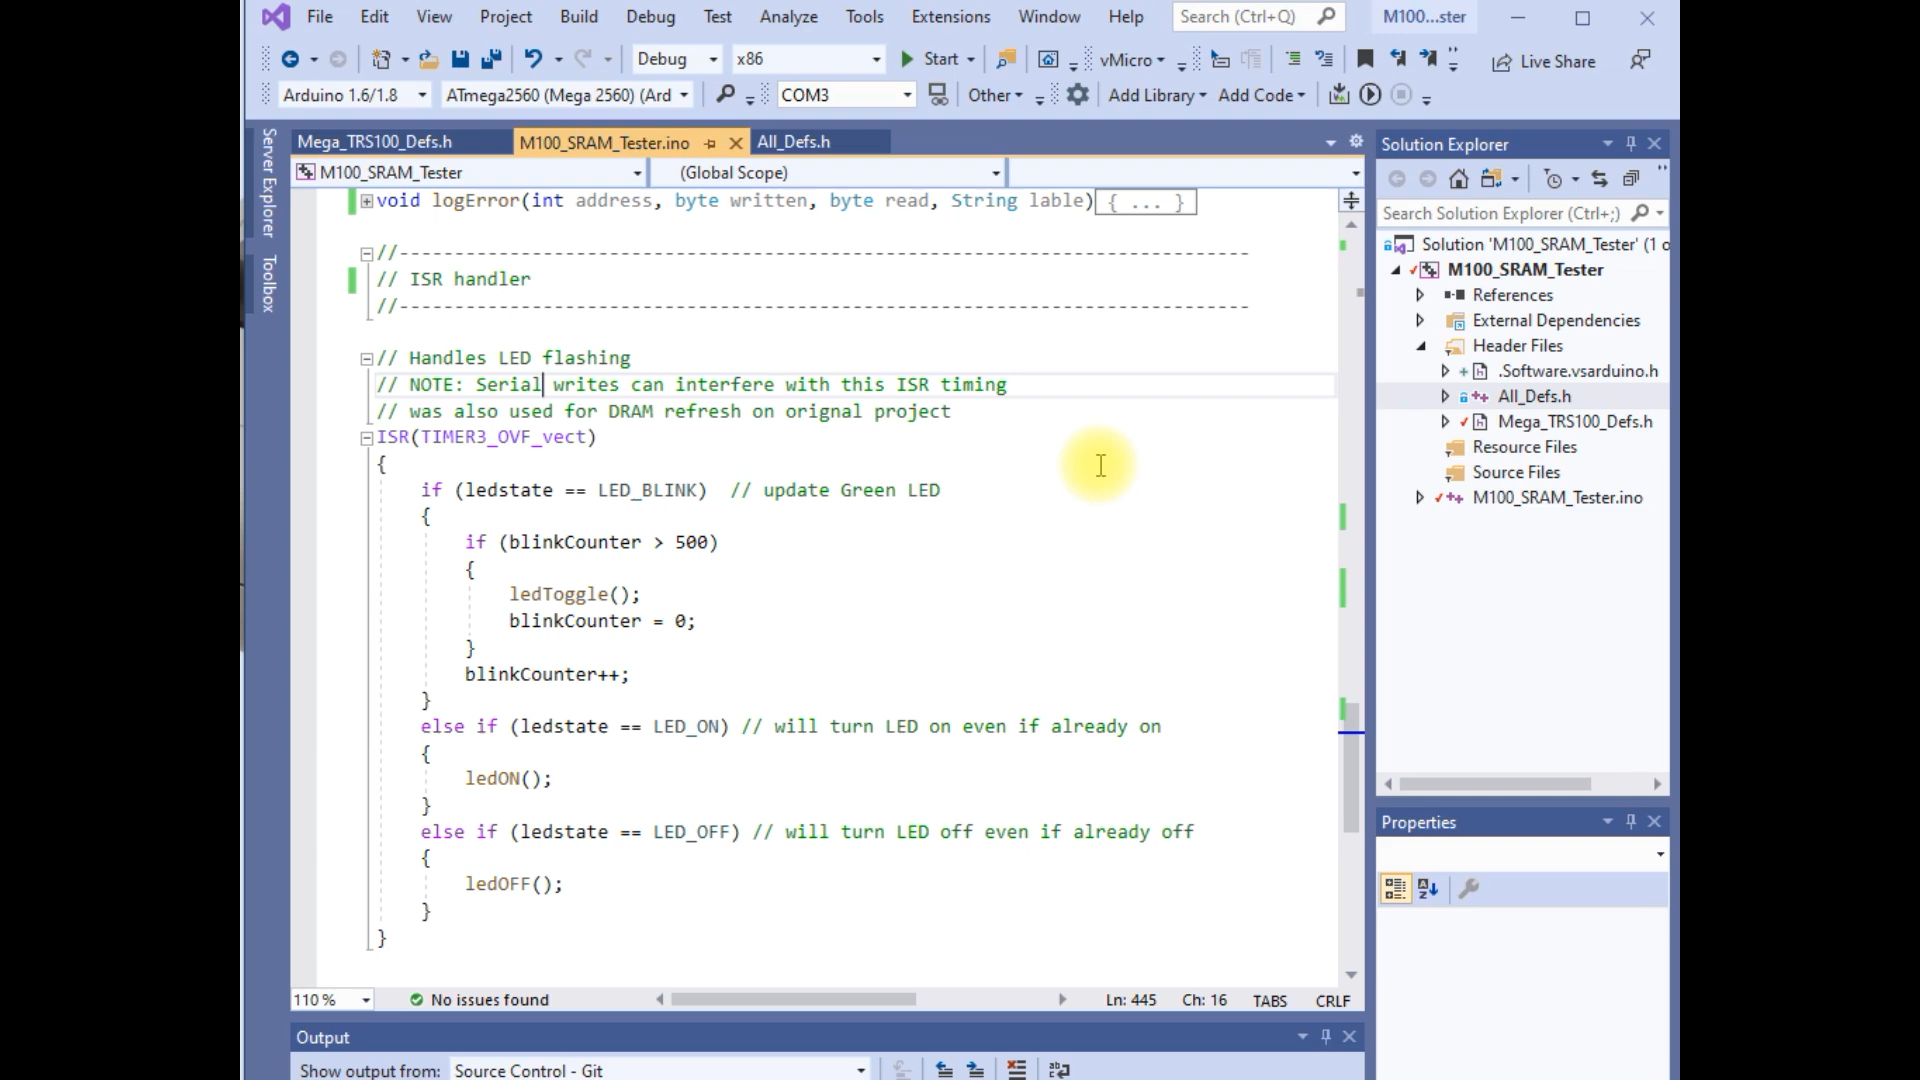 File Edit View Project Build Debug Test Analyze Tools Extensions Window Help Search (Ctrl+Q) M100...ster
Debug x86 Start vMicro Live Share
Arduino 1.6/1.8 ATmega2560 (Mega 2560) (Ard COM3 Other Add Library Add Code
Server Explorer
Toolbox
Mega_TRS100_Defs.h M100_SRAM_Tester.ino All_Defs.h
M100_SRAM_Tester (Global Scope)
void logError(int address, byte written, byte read, String lable){ ... }
//-----------------------------------------------------------------------------
// ISR handler
//-----------------------------------------------------------------------------
// Handles LED flashing
// NOTE: Serial writes can interfere with this ISR timing
// was also used for DRAM refresh on orignal project
ISR(TIMER3_OVF_vect)
{
if (ledstate == LED_BLINK) // update Green LED
{
if (blinkCounter > 500)
{
ledToggle();
blinkCounter = 0;
}
blinkCounter++;
}
else if (ledstate == LED_ON) // will turn LED on even if already on
{
ledON();
}
else if (ledstate == LED_OFF) // will turn LED off even if already off
{
ledOFF();
}
}
110 % No issues found Ln: 445 Ch: 16 TABS CRLF
Output
Show output from: Source Control - Git
Solution Explorer
Search Solution Explorer (Ctrl+;)
Solution 'M100_SRAM_Tester' (1 o
M100_SRAM_Tester
References
External Dependencies
Header Files
.Software.vsarduino.h
All_Defs.h
Mega_TRS100_Defs.h
Resource Files
Source Files
M100_SRAM_Tester.ino
Properties